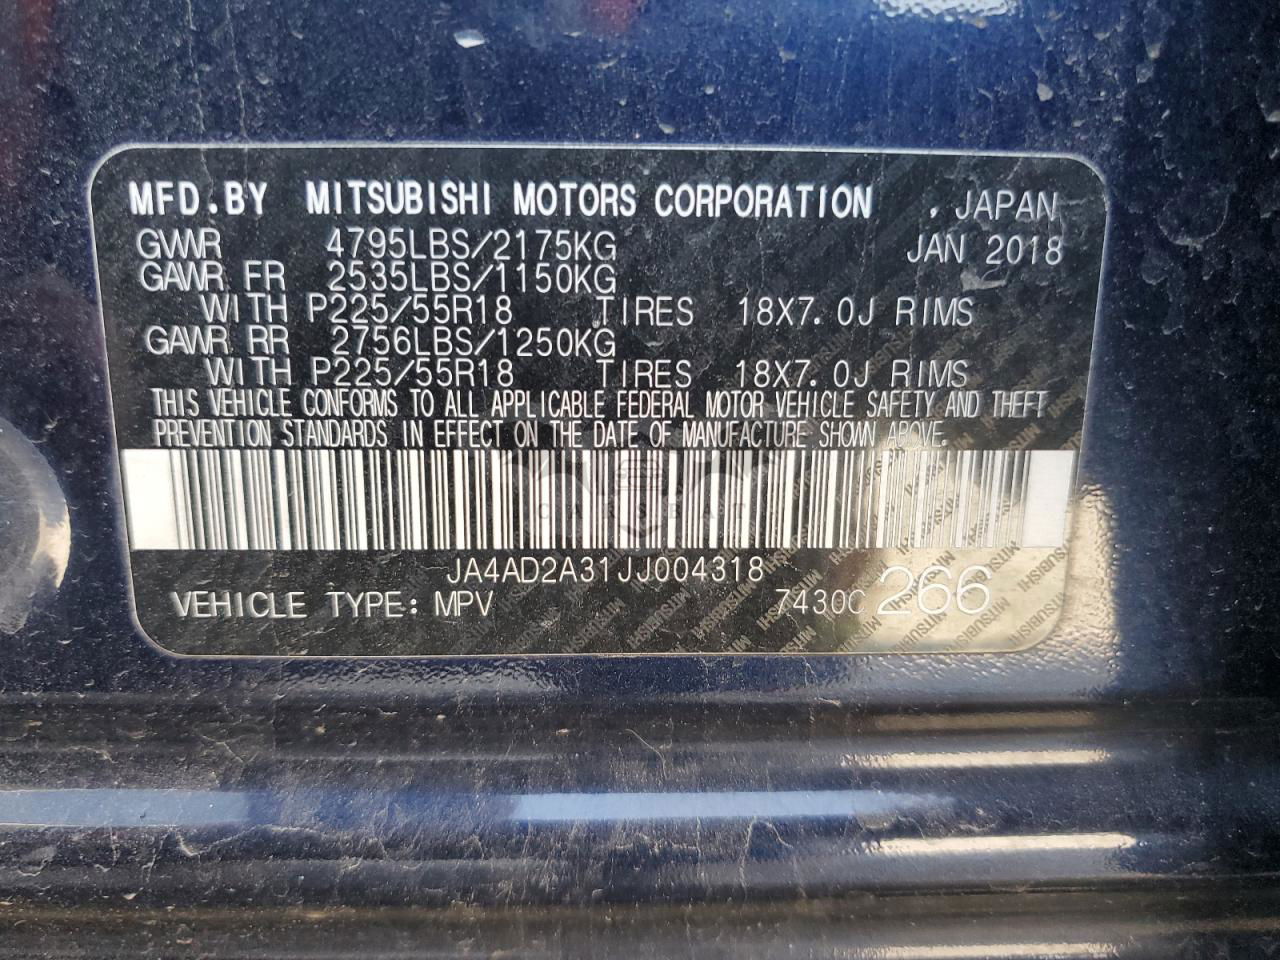 MFD.BY MITSUBISHI MOTORS CORPORATION , JAPAN
GVWR 4795LBS/2175KG JAN 2018
GAWR FR 2535LBS/1150KG
WITH P225/55R18 TIRES 18X7.0J RIMS
GAWR RR 2756LBS/1250KG
WITH P225/55R18 TIRES 18X7.0J RIMS
THIS VEHICLE CONFORMS TO ALL APPLICABLE FEDERAL MOTOR VEHICLE SAFETY AND THEFT
PREVENTION STANDARDS IN EFFECT ON THE DATE OF MANUFACTURE SHOWN ABOVE.
JA4AD2A31JJ004318
VEHICLE TYPE: MPV 7430C 266